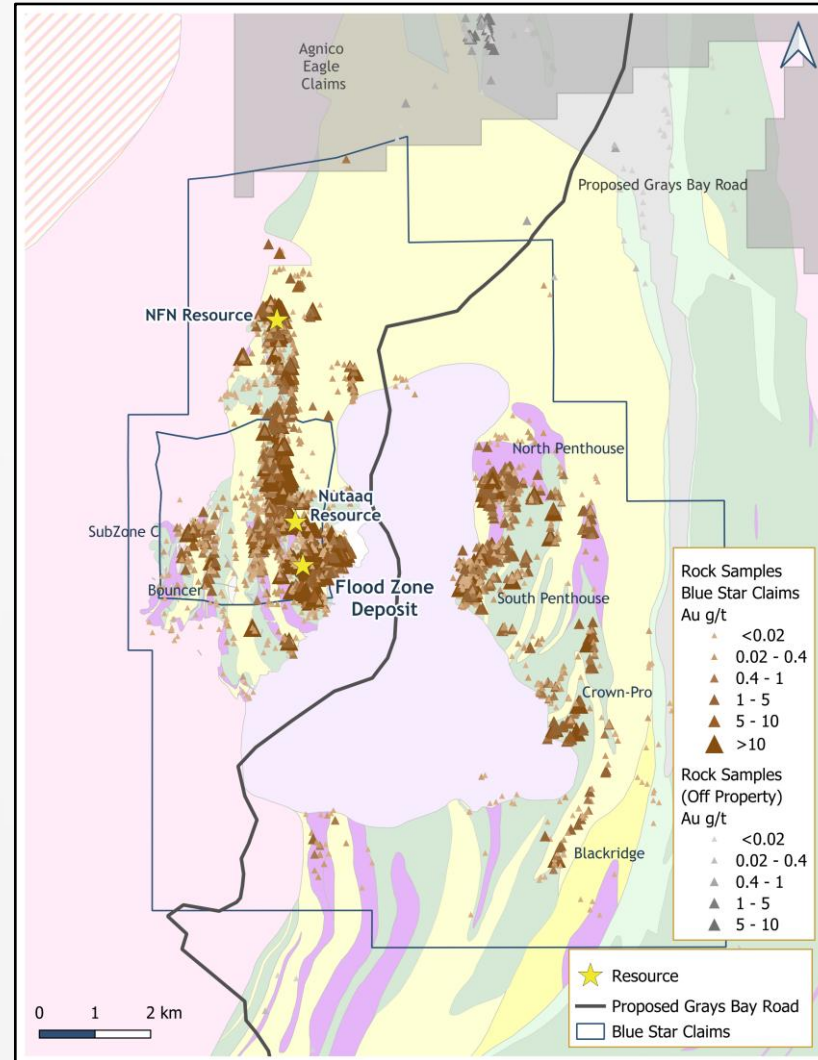 Agnico
Eagle
Claims
Proposed Grays Bay Road
NFN Resource
North Penthouse
Nutaaq
Resource
SubZone C
Bouncer
Flood Zone
Deposit
South Penthouse
Crown-Pro
Blackridge
Rock Samples
Blue Star Claims
Au g/t
<0.02
0.02 - 0.4
0.4 - 1
1 - 5
5 - 10
>10
Rock Samples
(Off Property)
Au g/t
<0.02
0.02 - 0.4
0.4 - 1
1 - 5
5 - 10
Resource
Proposed Grays Bay Road
Blue Star Claims
0 1 2 km